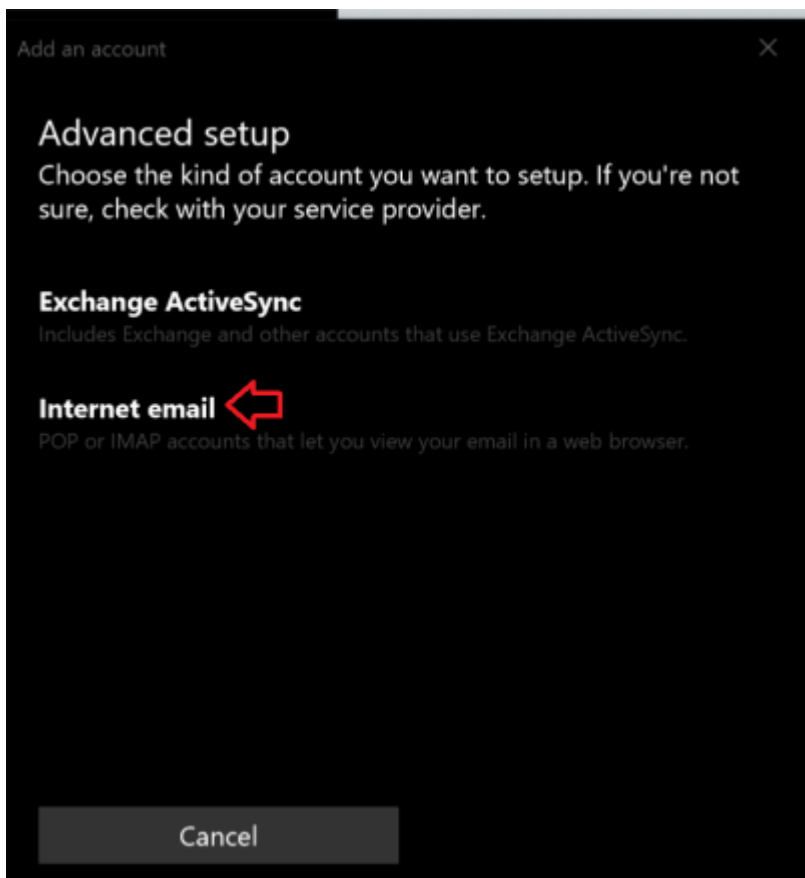 Add an account
Advanced setup
Choose the kind of account you want to setup. If you're not
sure, check with your service provider.
Exchange ActiveSync
Includes Exchange and other accounts that use Exchange ActiveSync.
Internet email
POP or IMAP accounts that let you view your email in a web browser.
Cancel